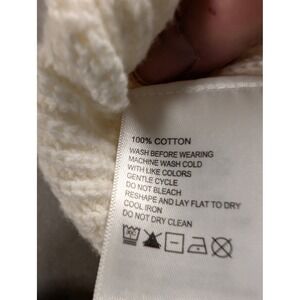 100% COTTON
WASH BEFORE WEARING
MACHINE WASH COLD
WITH LIKE COLORS
GENTLE CYCLE
DO NOT BLEACH
RESHAPE AND LAY FLAT TO DRY
COOL IRON
DO NOT DRY CLEAN